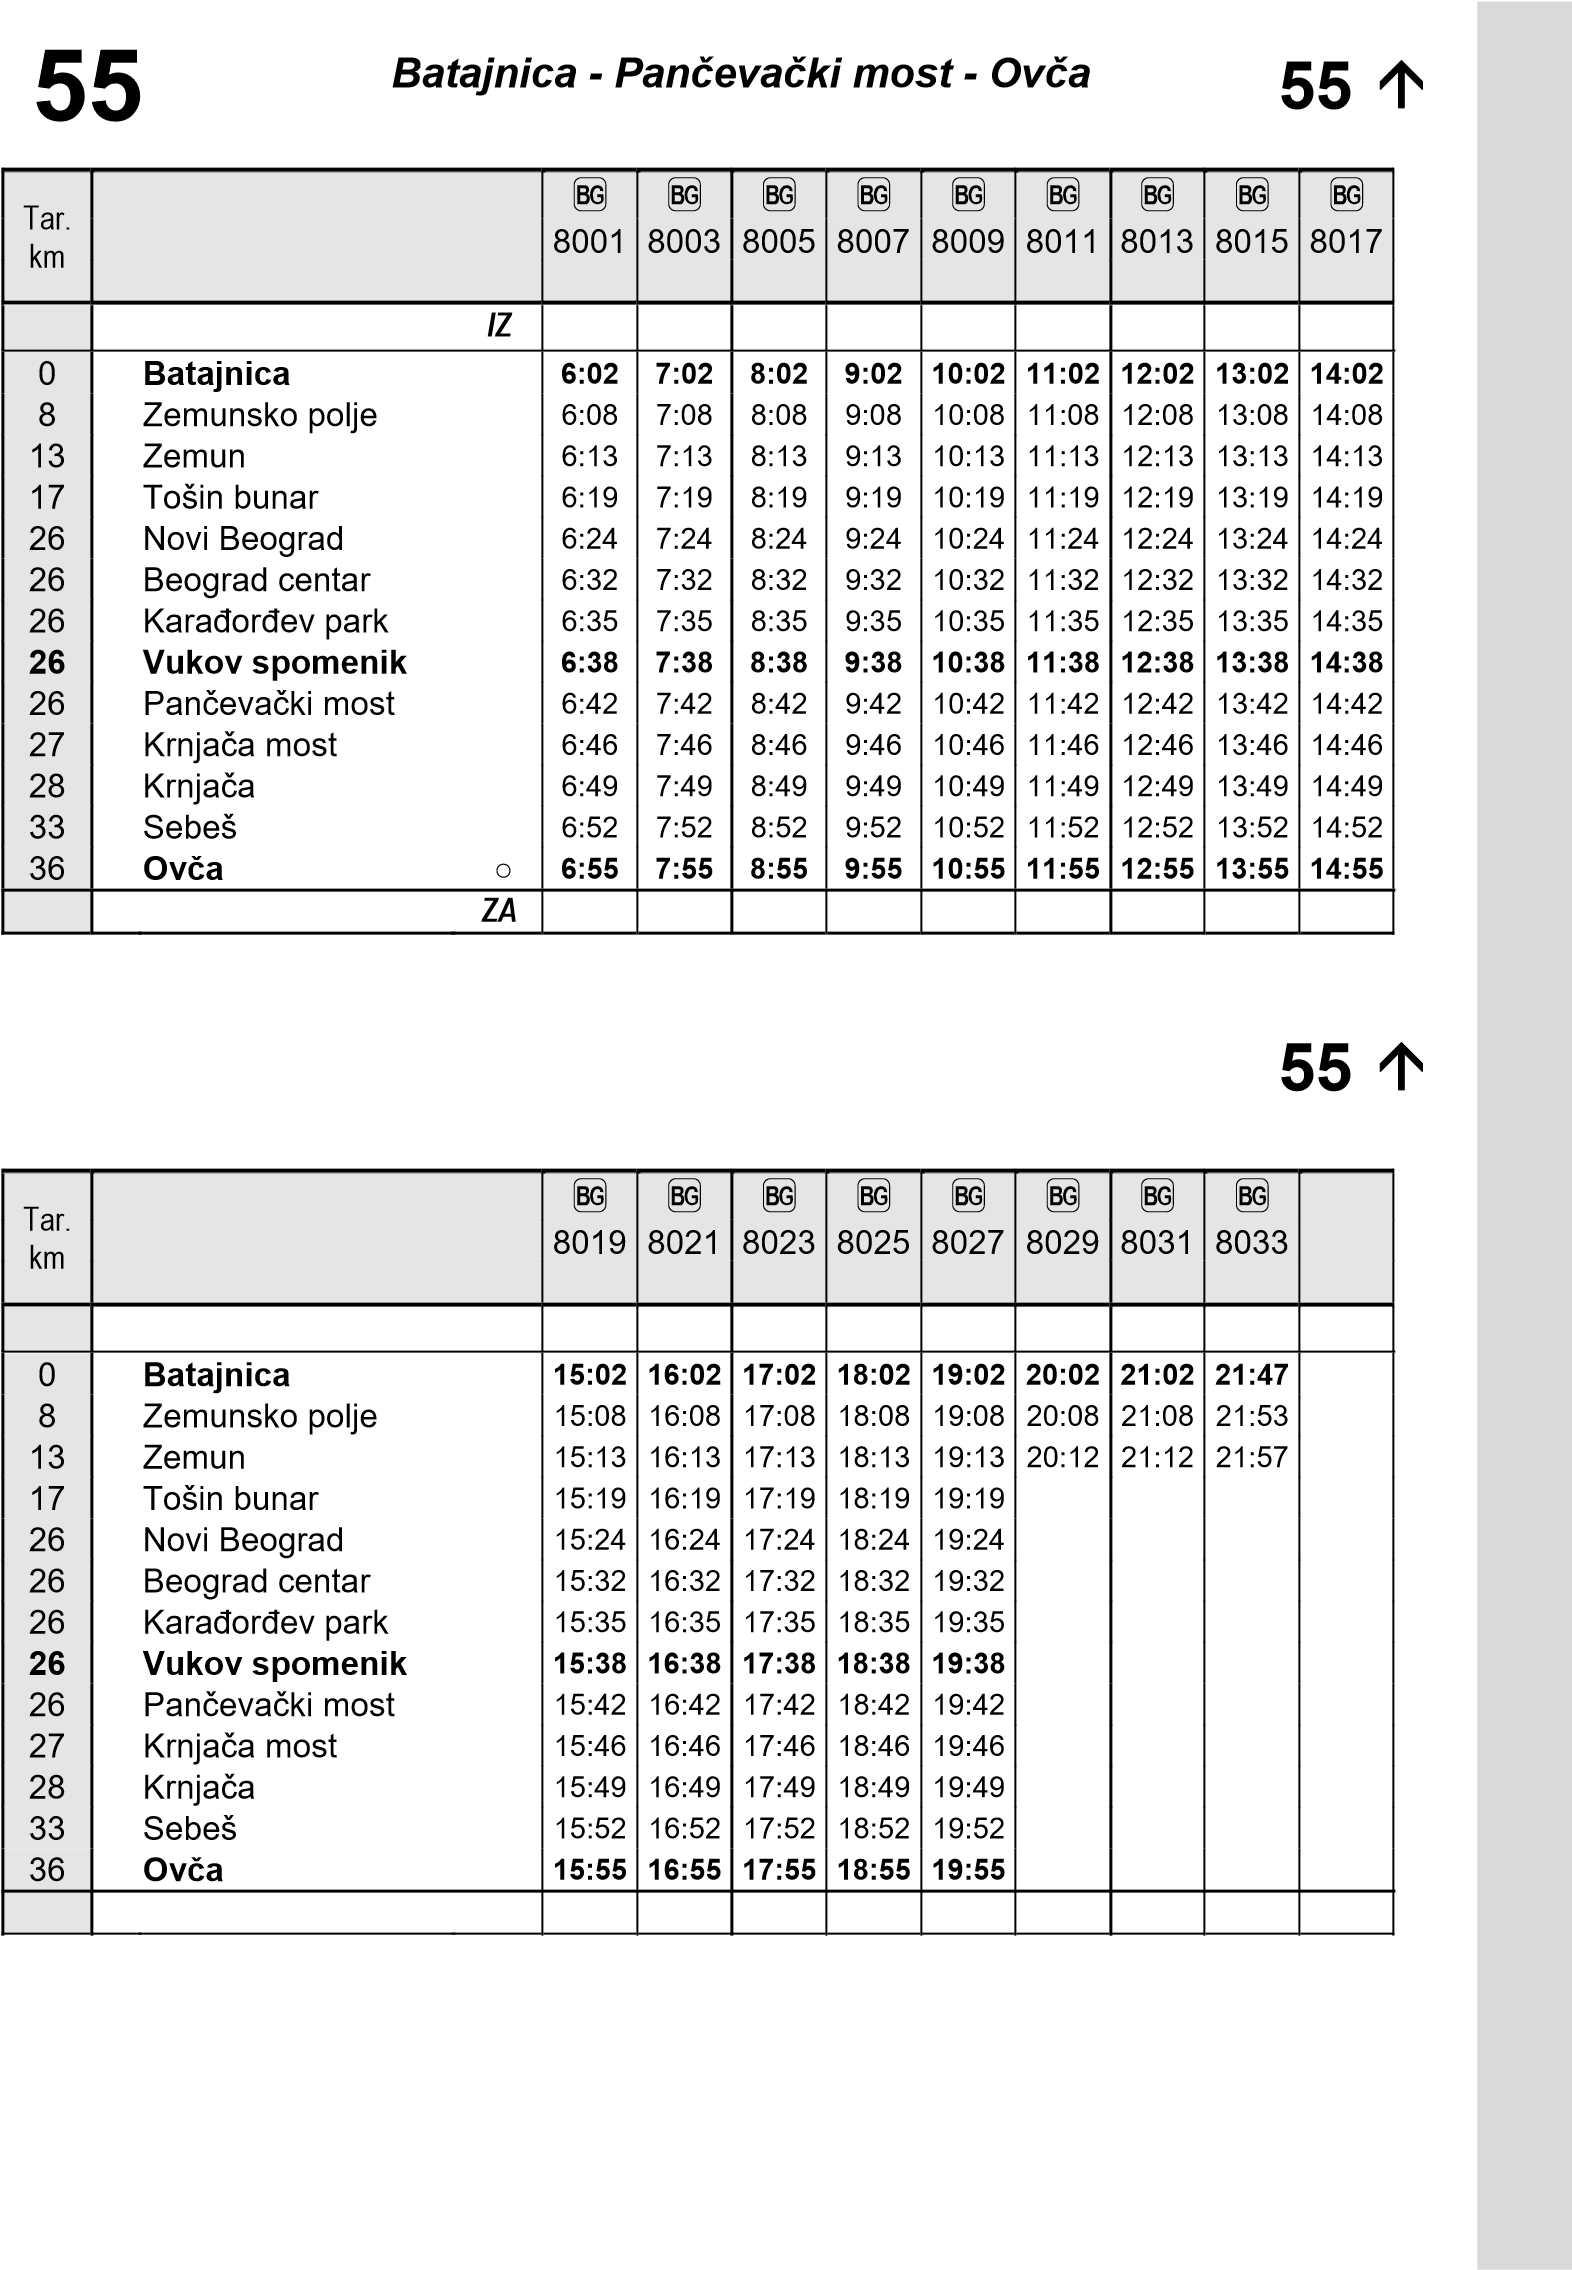 55 Batajnica - Pančevački most - Ovča 55 ↑
BG BG BG BG BG BG BG BG BG
Tar. km 8001 8003 8005 8007 8009 8011 8013 8015 8017
IZ
0 Batajnica 6:02 7:02 8:02 9:02 10:02 11:02 12:02 13:02 14:02
8 Zemunsko polje 6:08 7:08 8:08 9:08 10:08 11:08 12:08 13:08 14:08
13 Zemun 6:13 7:13 8:13 9:13 10:13 11:13 12:13 13:13 14:13
17 Tošin bunar 6:19 7:19 8:19 9:19 10:19 11:19 12:19 13:19 14:19
26 Novi Beograd 6:24 7:24 8:24 9:24 10:24 11:24 12:24 13:24 14:24
26 Beograd centar 6:32 7:32 8:32 9:32 10:32 11:32 12:32 13:32 14:32
26 Karađorđev park 6:35 7:35 8:35 9:35 10:35 11:35 12:35 13:35 14:35
26 Vukov spomenik 6:38 7:38 8:38 9:38 10:38 11:38 12:38 13:38 14:38
26 Pančevački most 6:42 7:42 8:42 9:42 10:42 11:42 12:42 13:42 14:42
27 Krnjača most 6:46 7:46 8:46 9:46 10:46 11:46 12:46 13:46 14:46
28 Krnjača 6:49 7:49 8:49 9:49 10:49 11:49 12:49 13:49 14:49
33 Sebeš 6:52 7:52 8:52 9:52 10:52 11:52 12:52 13:52 14:52
36 Ovča ○ 6:55 7:55 8:55 9:55 10:55 11:55 12:55 13:55 14:55
ZA
55 ↑
BG BG BG BG BG BG BG BG
Tar. km 8019 8021 8023 8025 8027 8029 8031 8033
0 Batajnica 15:02 16:02 17:02 18:02 19:02 20:02 21:02 21:47
8 Zemunsko polje 15:08 16:08 17:08 18:08 19:08 20:08 21:08 21:53
13 Zemun 15:13 16:13 17:13 18:13 19:13 20:12 21:12 21:57
17 Tošin bunar 15:19 16:19 17:19 18:19 19:19
26 Novi Beograd 15:24 16:24 17:24 18:24 19:24
26 Beograd centar 15:32 16:32 17:32 18:32 19:32
26 Karađorđev park 15:35 16:35 17:35 18:35 19:35
26 Vukov spomenik 15:38 16:38 17:38 18:38 19:38
26 Pančevački most 15:42 16:42 17:42 18:42 19:42
27 Krnjača most 15:46 16:46 17:46 18:46 19:46
28 Krnjača 15:49 16:49 17:49 18:49 19:49
33 Sebeš 15:52 16:52 17:52 18:52 19:52
36 Ovča 15:55 16:55 17:55 18:55 19:55